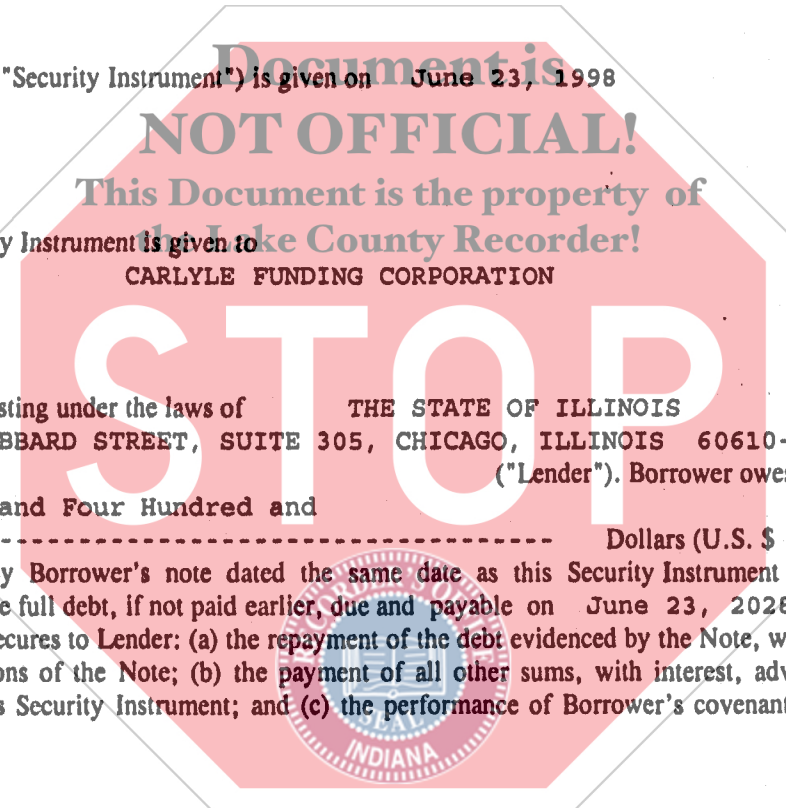 "Security Instrument") is given on June 23, 1998
Document is
NOT OFFICIAL!
This Document is the property of
the Lake County Recorder!
y Instrument is given to
CARLYLE FUNDING CORPORATION
STOP
sting under the laws of THE STATE OF ILLINOIS
BBARD STREET, SUITE 305, CHICAGO, ILLINOIS 60610-
("Lender"). Borrower owes
and Four Hundred and
------------------------------------ Dollars (U.S. $
y Borrower's note dated the same date as this Security Instrument
e full debt, if not paid earlier, due and payable on June 23, 2028
ecures to Lender: (a) the repayment of the debt evidenced by the Note, w
ons of the Note; (b) the payment of all other sums, with interest, adv
s Security Instrument; and (c) the performance of Borrower's covenant
SEAL
INDIANA